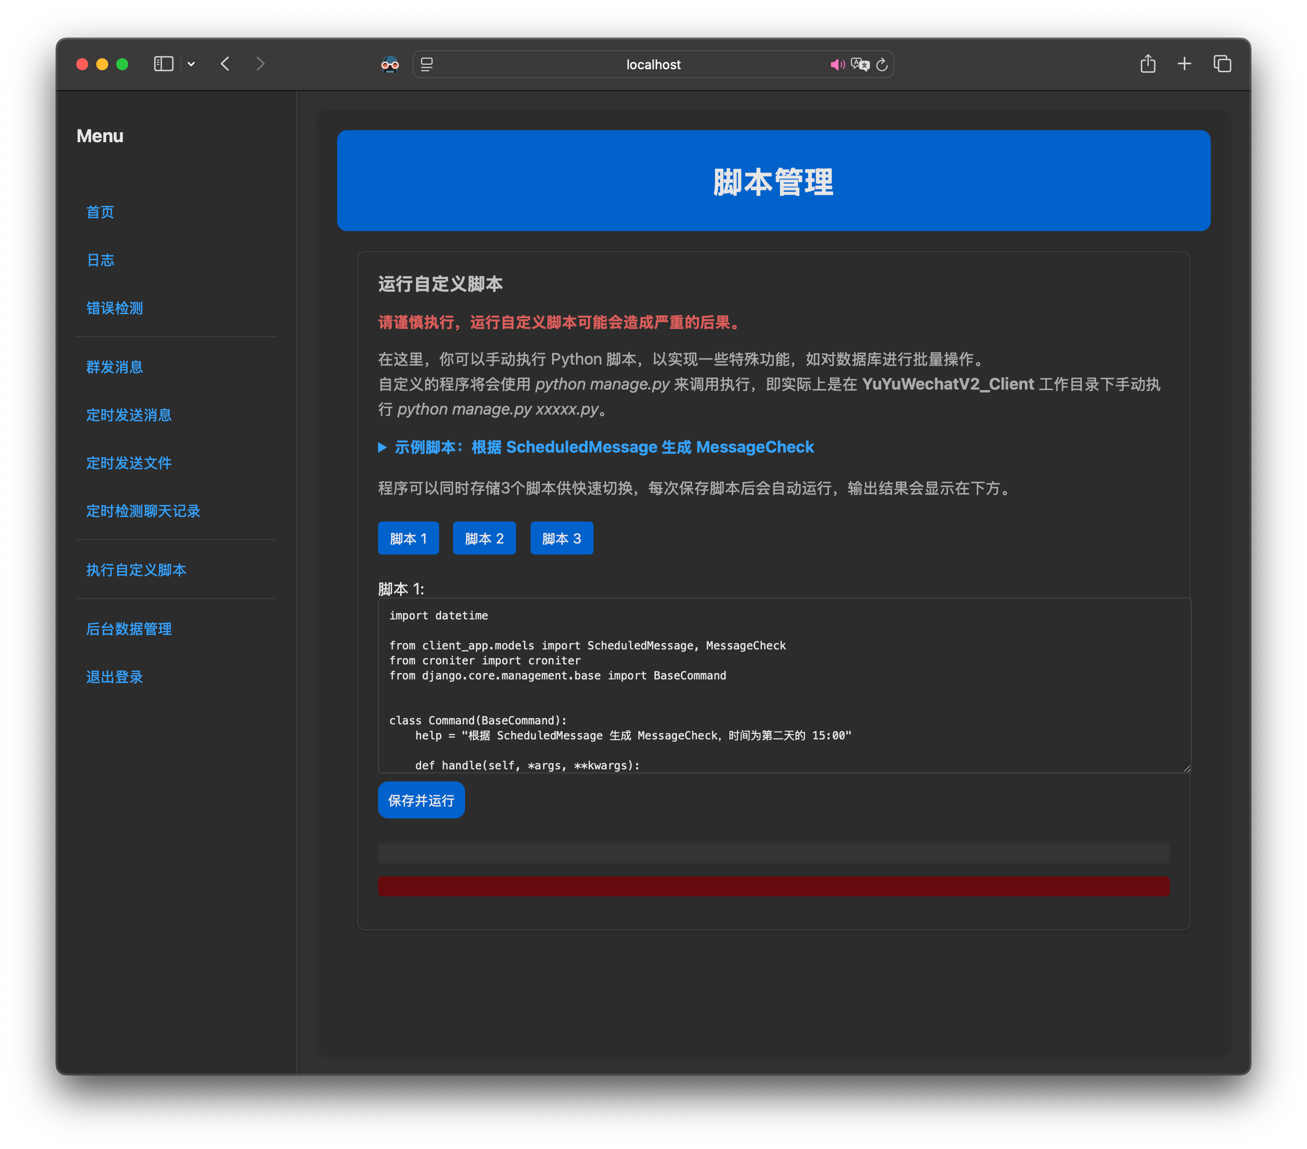 localhost
Menu
首页
日志
错误检测
群发消息
定时发送消息
定时发送文件
定时检测聊天记录
执行自定义脚本
后台数据管理
退出登录
脚本管理
运行自定义脚本
请谨慎执行，运行自定义脚本可能会造成严重的后果。
在这里，你可以手动执行 Python 脚本，以实现一些特殊功能，如对数据库进行批量操作。
自定义的程序将会使用 python manage.py 来调用执行，即实际上是在 YuYuWechatV2_Client 工作目录下手动执
行 python manage.py xxxxx.py。
示例脚本：根据 ScheduledMessage 生成 MessageCheck
程序可以同时存储3个脚本供快速切换，每次保存脚本后会自动运行，输出结果会显示在下方。
脚本 1 脚本 2 脚本 3
脚本 1:
import datetime
from client_app.models import ScheduledMessage, MessageCheck
from croniter import croniter
from django.core.management.base import BaseCommand
class Command(BaseCommand):
help = "根据 ScheduledMessage 生成 MessageCheck，时间为第二天的 15:00"
def handle(self, *args, **kwargs):
保存并运行